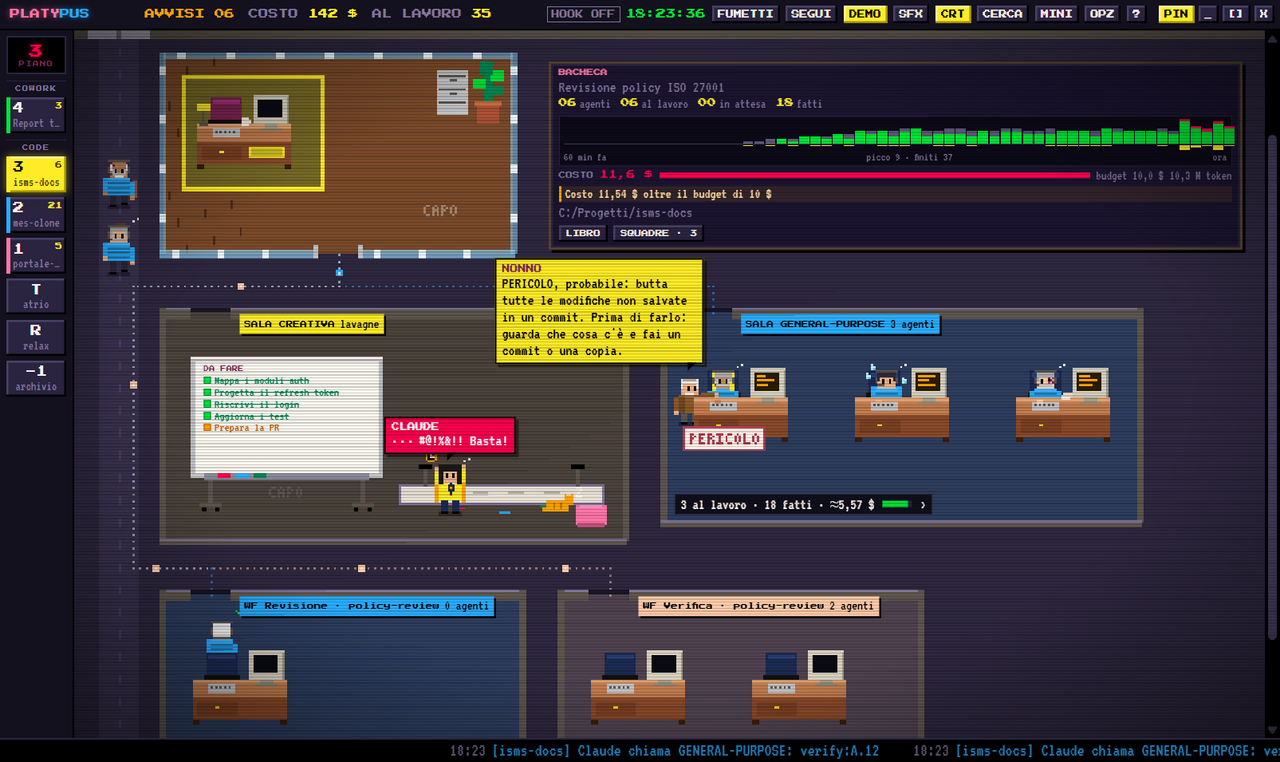 PLATYPUS AVVISI 06 COSTO 142 $ AL LAVORO 35 HOOK OFF 18:23:36 FUMETTI SEGUI DEMO SFX CRT CERCA MINI OPZ ? PIN _ [] X
3
PIANO
COWORK
4 3
Report t…
CODE
3 6
isms-docs
2 21
mes-clone
1 5
portale-…
T
atrio
R
relax
−1
archivio
CAPO
BACHECA
Revisione policy ISO 27001
06 agenti 06 al lavoro 00 in attesa 18 fatti
60 min fa picco 9 · finiti 37 ora
COSTO 11,6 $ budget 10,0 $ 10,3 M token
Costo 11,54 $ oltre il budget di 10 $
C:/Progetti/isms-docs
LIBRO SQUADRE · 3
NONNO
PERICOLO, probabile: butta
tutte le modifiche non salvate
in un commit. Prima di farlo:
guarda che cosa c'è e fai un
commit o una copia.
SALA CREATIVA lavagne
DA FARE
Mappa i moduli auth
Progetta il refresh token
Riscrivi il login
Aggiorna i test
Prepara la PR
CAPO
CLAUDE
··· #@!%&!! Basta!
SALA GENERAL-PURPOSE 3 agenti
PERICOLO
3 al lavoro · 18 fatti · ≈5,57 $ ›
WF Revisione · policy-review 0 agenti
WF Verifica · policy-review 2 agenti
18:23 [isms-docs] Claude chiama GENERAL-PURPOSE: verify:A.12 18:23 [isms-docs] Claude chiama GENERAL-PURPOSE: ve